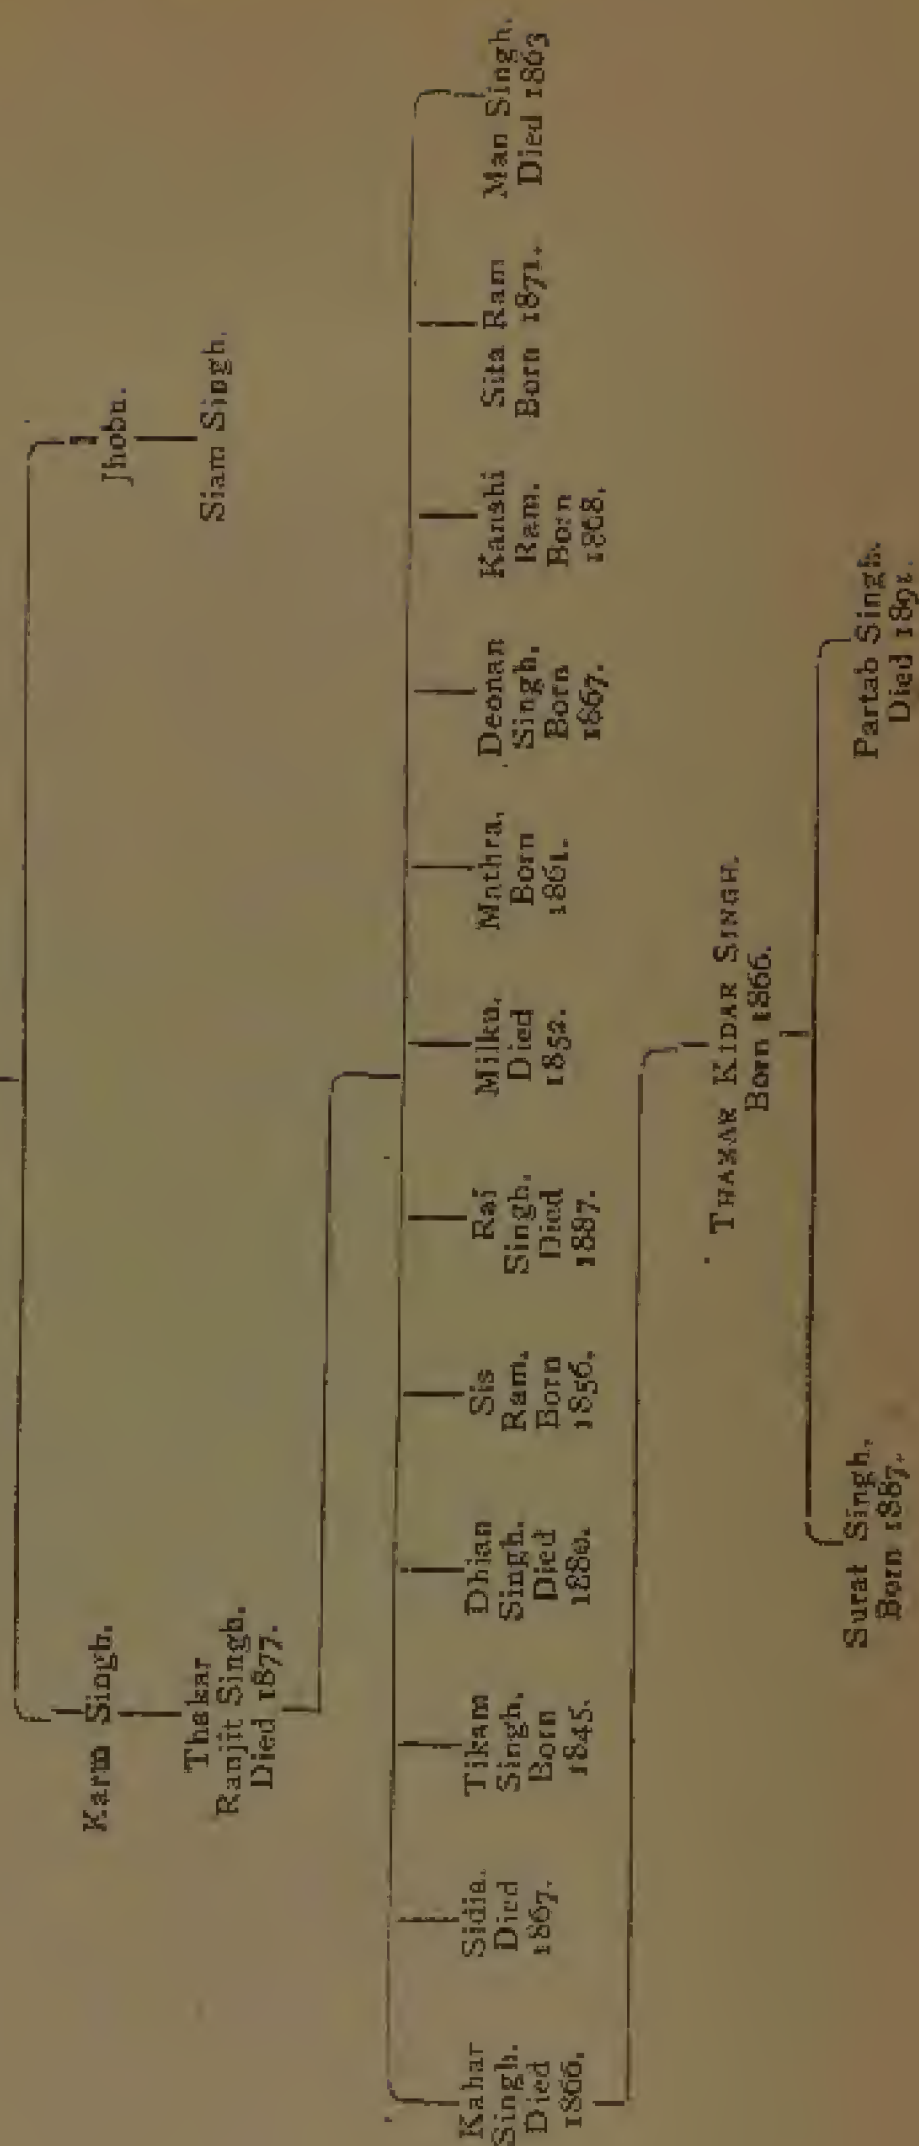 Karm Singh.
Jhobu.
Thakar
Ranjit Singh.
Died 1877.
Siam Singh.
Kahar
Singh.
Died
1866.
Sidia.
Died
1867.
Tikam
Singh.
Born
1845.
Dhian
Singh.
Died
1880.
Sis
Ram.
Born
1856.
Rai
Singh.
Died
1887.
Milku.
Died
1852.
Mathra.
Born
1861.
Deonan
Singh.
Born
1867.
Kanshi
Ram.
Born
1868.
Sita Ram
Born 1871.
Man Singh.
Died 1863
THAKAR KIDAR SINGH.
Born 1866.
Surat Singh.
Born 1887.
Partab Singh.
Died 1891.